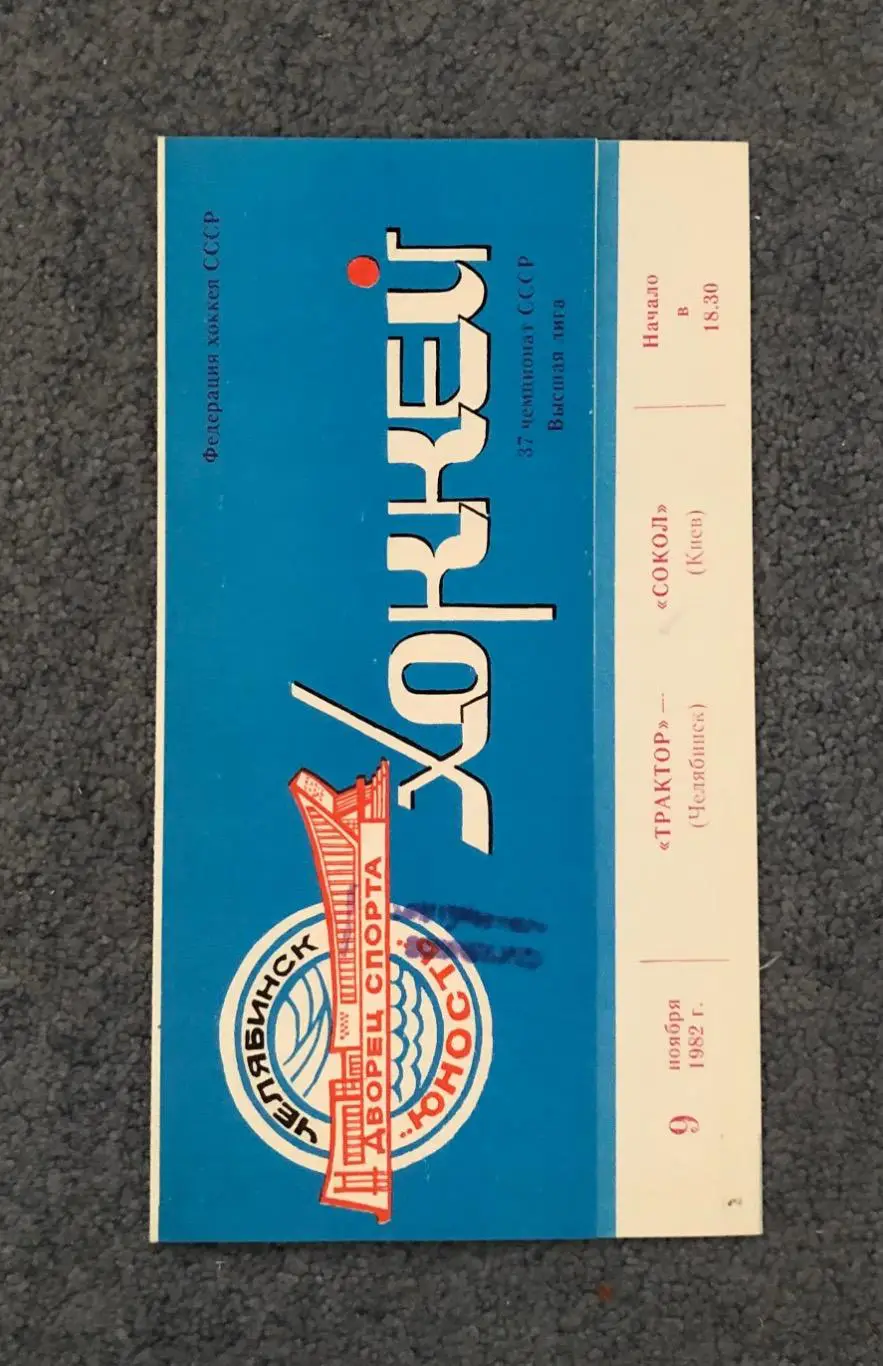 Федерация хоккея СССР
Хоккей
37 чемпионат СССР
Высшая лига
ЧЕЛЯБИНСК
ДВОРЕЦ СПОРТА
„ЮНОСТЬ"
9
ноября
1982 г.
«ТРАКТОР» —
(Челябинск)
«СОКОЛ»
(Киев)
Начало
в
18.30